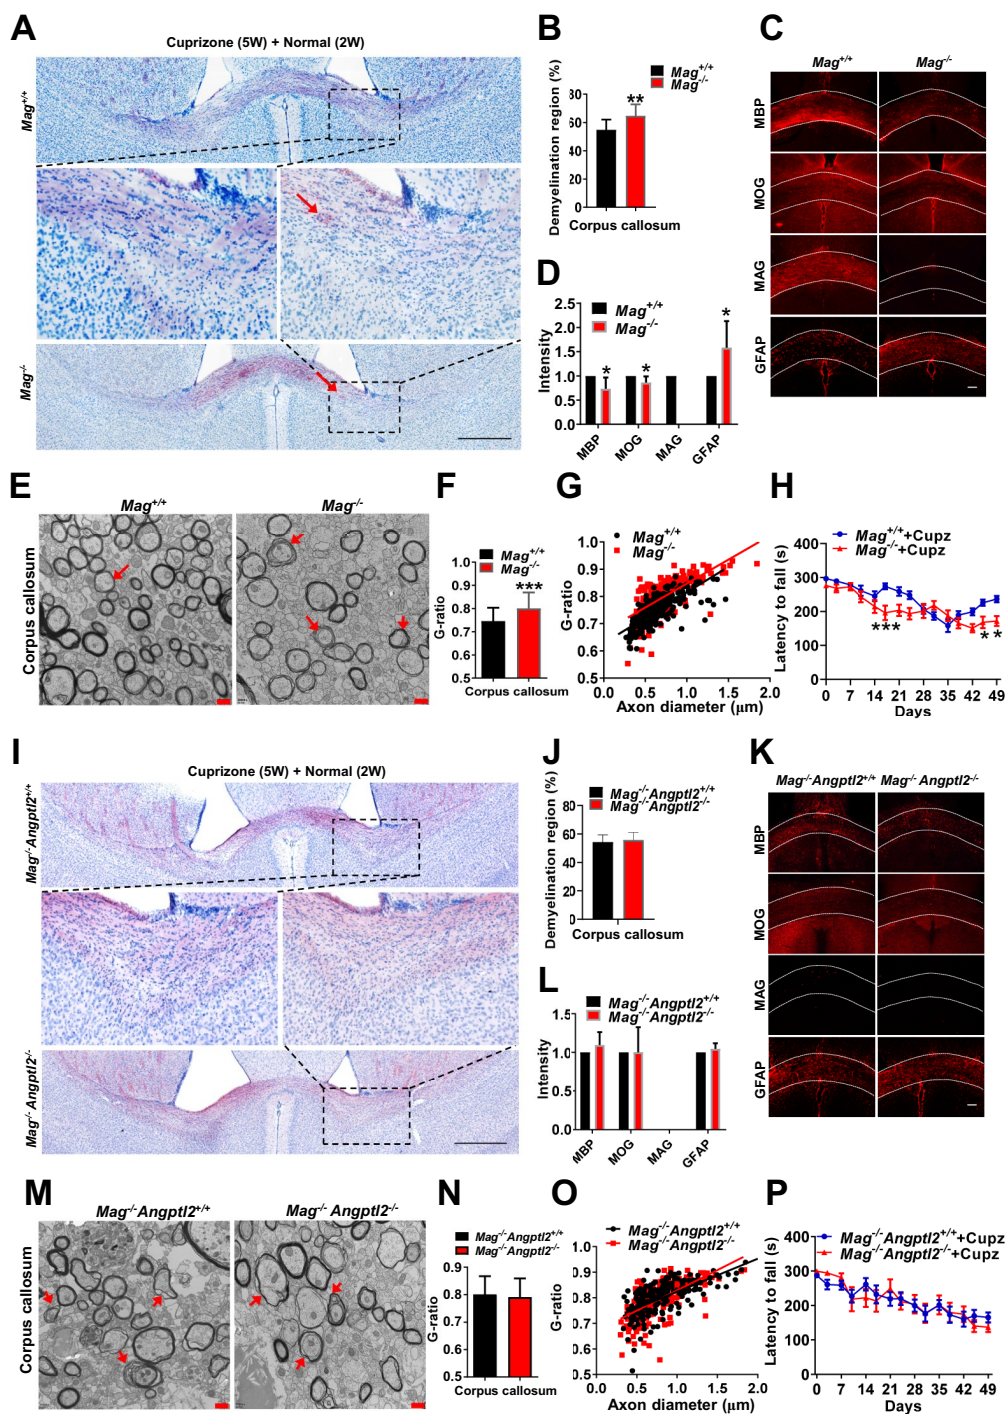 A
Cuprizone (5W) + Normal (2W)
Mag+/+
Mag-/-
B
Demyelination region (%)
Mag+/+
Mag-/-
80
60
40
20
0
**
Corpus callosum
C
Mag+/+ Mag-/-
MBP
MOG
MAG
GFAP
D
Intensity
2.5
2.0
1.5
1.0
0.5
0.0
Mag+/+
Mag-/-
* * *
MBP MOG MAG GFAP
E
Mag+/+ Mag-/-
Corpus callosum
F
Mag+/+
Mag-/-
G-ratio
1.0
0.9
0.8
0.7
0.6
0.5
***
Corpus callosum
G
Mag+/+
Mag-/-
G-ratio
1.0
0.9
0.8
0.7
0.6
0.5
0.0 0.5 1.0 1.5 2.0
Axon diameter (μm)
H
Mag+/++Cupz
Mag-/-+Cupz
Latency to fall (s)
400
300
200
100
0
*** * *
0 7 14 21 28 35 42 49
Days
I
Cuprizone (5W) + Normal (2W)
Mag-/-Angptl2+/+
Mag-/-Angptl2-/-
J
Demyelination region (%)
Mag-/-Angptl2+/+
Mag-/-Angptl2-/-
80
60
40
20
0
Corpus callosum
K
Mag-/-Angptl2+/+ Mag-/-Angptl2-/-
MBP
MOG
MAG
GFAP
L
Mag-/-Angptl2+/+
Mag-/-Angptl2-/-
Intensity
1.5
1.0
0.5
0.0
MBP MOG MAG GFAP
M
Mag-/-Angptl2+/+ Mag-/-Angptl2-/-
Corpus callosum
N
Mag-/-Angptl2+/+
Mag-/-Angptl2-/-
G-ratio
0.9
0.8
0.7
0.6
0.5
Corpus callosum
O
Mag-/-Angptl2+/+
Mag-/-Angptl2-/-
G-ratio
1.0
0.9
0.8
0.7
0.6
0.5
0.0 0.5 1.0 1.5 2.0
Axon diameter (μm)
P
Mag-/-Angptl2+/++Cupz
Mag-/-Angptl2-/-+Cupz
Latency to fall (s)
400
300
200
100
0
0 7 14 21 28 35 42 49
Days